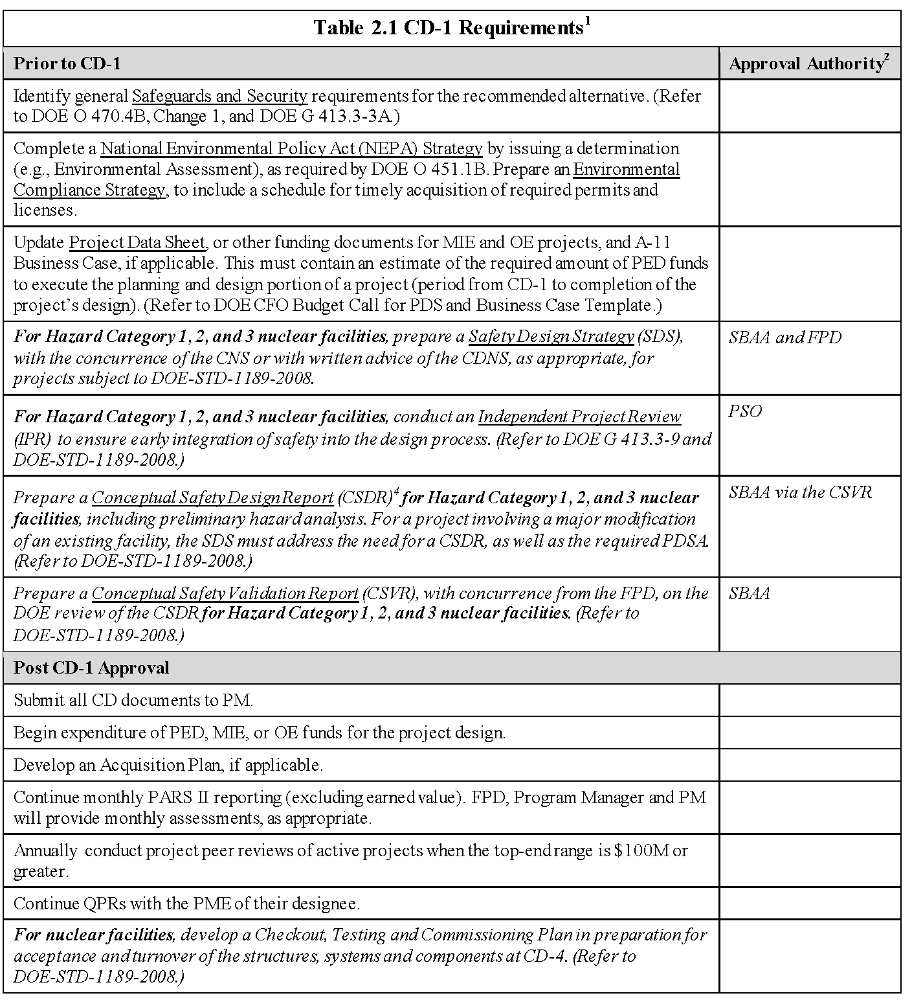 Table 2.1 CD-1 Requirements1
Prior to CD-1
Approval Authority2
Identify general Safeguards and Security requirements for the recommended alternative. (Refer
to DOE O 470.4B, Change 1, and DOE G 413.3-3A.)
Complete a National Environmental Policy Act (NEPA) Strategy by issuing a determination
(e.g., Environmental Assessment), as required by DOE O 451.1B. Prepare an Environmental
Compliance Strategy, to include a schedule for timely acquisition of required permits and
licenses.
Update Project Data Sheet, or other funding documents for MIE and OE projects, and A-11
Business Case, if applicable. This must contain an estimate of the required amount of PED funds
to execute the planning and design portion of a project (period from CD-1 to completion of the
project's design). (Refer to DOE CFO Budget Call for PDS and Business Case Template.)
For Hazard Category 1, 2, and 3 nuclear facilities, prepare a Safety Design Strategy (SDS),
with the concurrence of the CNS or with written advice of the CDNS, as appropriate, for
projects subject to DOE-STD-1189-2008.
SBAA and FPD
For Hazard Category 1, 2, and 3 nuclear facilities, conduct an Independent Project Review
(IPR) to ensure early integration of safety into the design process. (Refer to DOE G 413.3-9 and
DOE-STD-1189-2008.)
PSO
Prepare a Conceptual Safety Design Report (CSDR)4 for Hazard Category 1, 2, and 3 nuclear
facilities, including preliminary hazard analysis. For a project involving a major modification
of an existing facility, the SDS must address the need for a CSDR, as well as the required PDSA.
(Refer to DOE-STD-1189-2008.)
SBAA via the CSVR
Prepare a Conceptual Safety Validation Report (CSVR), with concurrence from the FPD, on the
DOE review of the CSDR for Hazard Category 1, 2, and 3 nuclear facilities. (Refer to
DOE-STD-1189-2008.)
SBAA
Post CD-1 Approval
Submit all CD documents to PM.
Begin expenditure of PED, MIE, or OE funds for the project design.
Develop an Acquisition Plan, if applicable.
Continue monthly PARS II reporting (excluding earned value). FPD, Program Manager and PM
will provide monthly assessments, as appropriate.
Annually conduct project peer reviews of active projects when the top-end range is $100M or
greater.
Continue QPRs with the PME of their designee.
For nuclear facilities, develop a Checkout, Testing and Commissioning Plan in preparation for
acceptance and turnover of the structures, systems and components at CD-4. (Refer to
DOE-STD-1189-2008.)